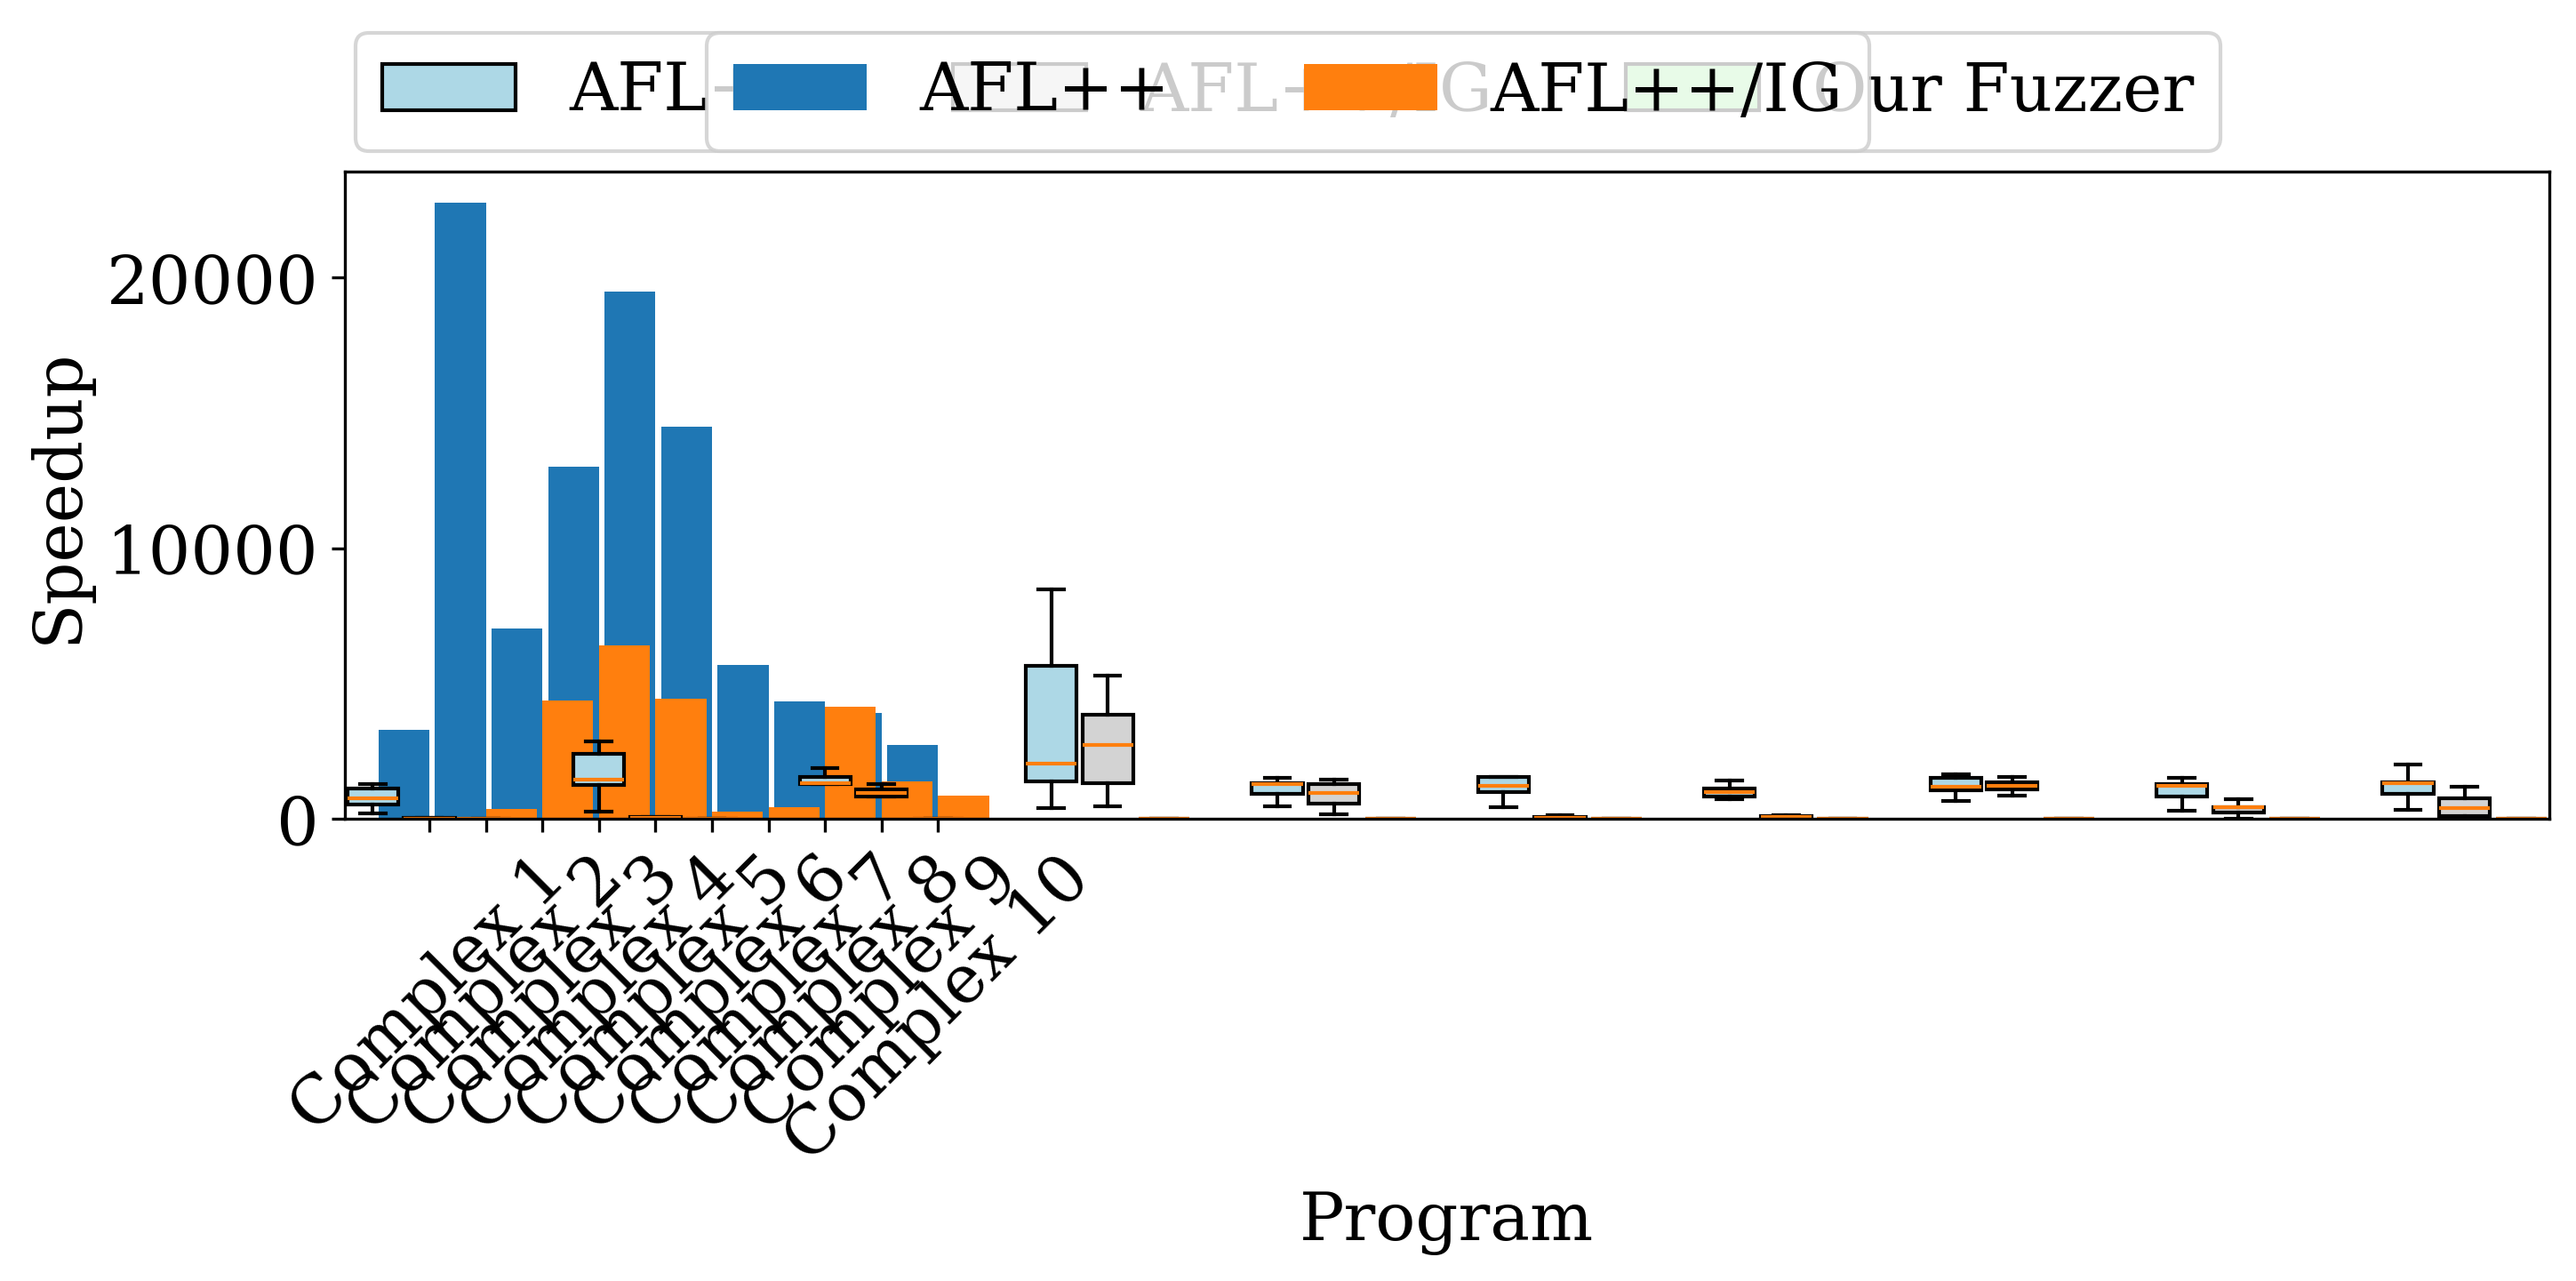 AFL++ AFL++/IG ur Fuzzer
Speedup
20000
10000
0
Complex 1
Complex 2
Complex 3
Complex 4
Complex 5
Complex 6
Complex 7
Complex 8
Complex 9
Complex 10
Program